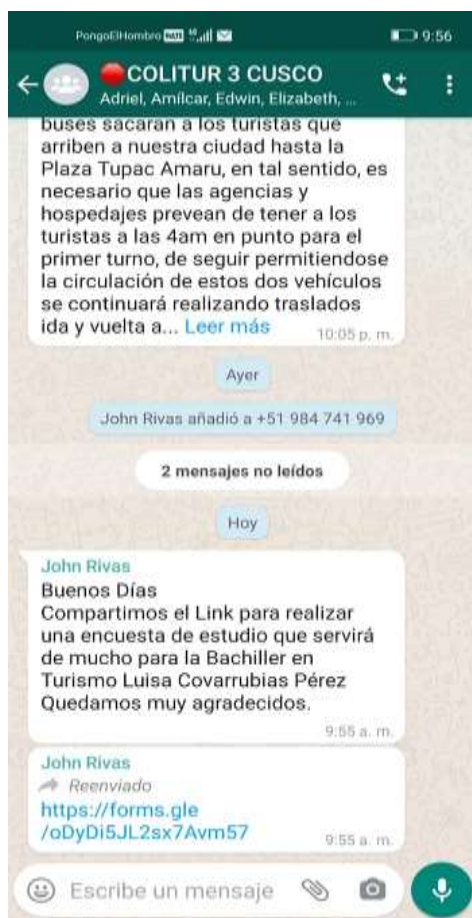 PongoElHombro
9:56
🔴COLITUR 3 CUSCO
Adriel, Amílcar, Edwin, Elizabeth, ...
buses sacaran a los turistas que
arriben a nuestra ciudad hasta la
Plaza Tupac Amaru, en tal sentido, es
necesario que las agencias y
hospedajes prevean de tener a los
turistas a las 4am en punto para el
primer turno, de seguir permitiendose
la circulación de estos dos vehículos
se continuará realizando traslados
ida y vuelta a... Leer más
10:05 p. m.
Ayer
John Rivas añadió a +51 984 741 969
2 mensajes no leídos
Hoy
John Rivas
Buenos Días
Compartimos el Link para realizar
una encuesta de estudio que servirá
de mucho para la Bachiller en
Turismo Luisa Covarrubias Pérez
Quedamos muy agradecidos.
9:55 a. m.
John Rivas
Reenviado
https://forms.gle
/oDyDi5JL2sx7Avm57
9:55 a. m.
Escribe un mensaje